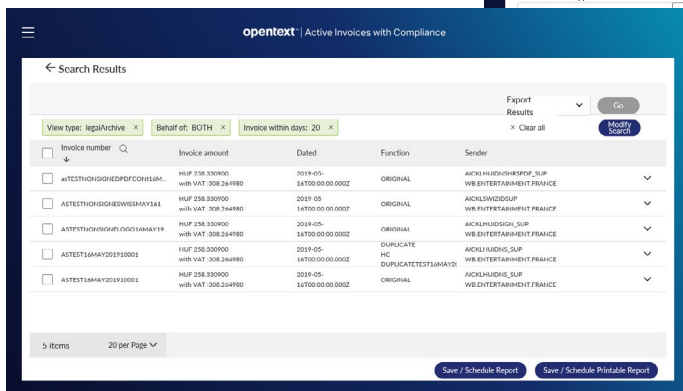 opentext™ | Active Invoices with Compliance
← Search Results
Export Results
Go
View type: legalArchive ×
Behalf of: BOTH ×
Invoice within days: 20 ×
× Clear all
Modify Search
Invoice number
Invoice amount
Dated
Function
Sender
HUF 258.330900
with VAT :308.264980
2019-05-16T00:00:00.000Z
ORIGINAL
AICKLHUIDNSHRSPDF_SUP
WB.ENTERTAINMENT.FRANCE
ASTESTNONSIGNESWISSMAY161
HUF 258.330900
with VAT :308.264980
2019-05-16T00:00:00.000Z
ORIGINAL
AICKLSWIZIDSUP
WB.ENTERTAINMENT.FRANCE
ASTESTNONSIGNELOGO16MAY19
HUF 258.330900
with VAT :308.264980
2019-05-16T00:00:00.000Z
ORIGINAL
AICKLHUIDSIGN_SUP
WB.ENTERTAINMENT.FRANCE
ASTEST16MAY201910001
HUF 258.330900
with VAT :308.264980
2019-05-16T00:00:00.000Z
DUPLICATE
HC
AICKLHUIDNS_SUP
WB.ENTERTAINMENT.FRANCE
ASTEST16MAY201910001
HUF 258.330900
with VAT :308.264980
2019-05-16T00:00:00.000Z
ORIGINAL
AICKLHUIDNS_SUP
WB.ENTERTAINMENT.FRANCE
5 items
20 per Page
Save / Schedule Report
Save / Schedule Printable Report